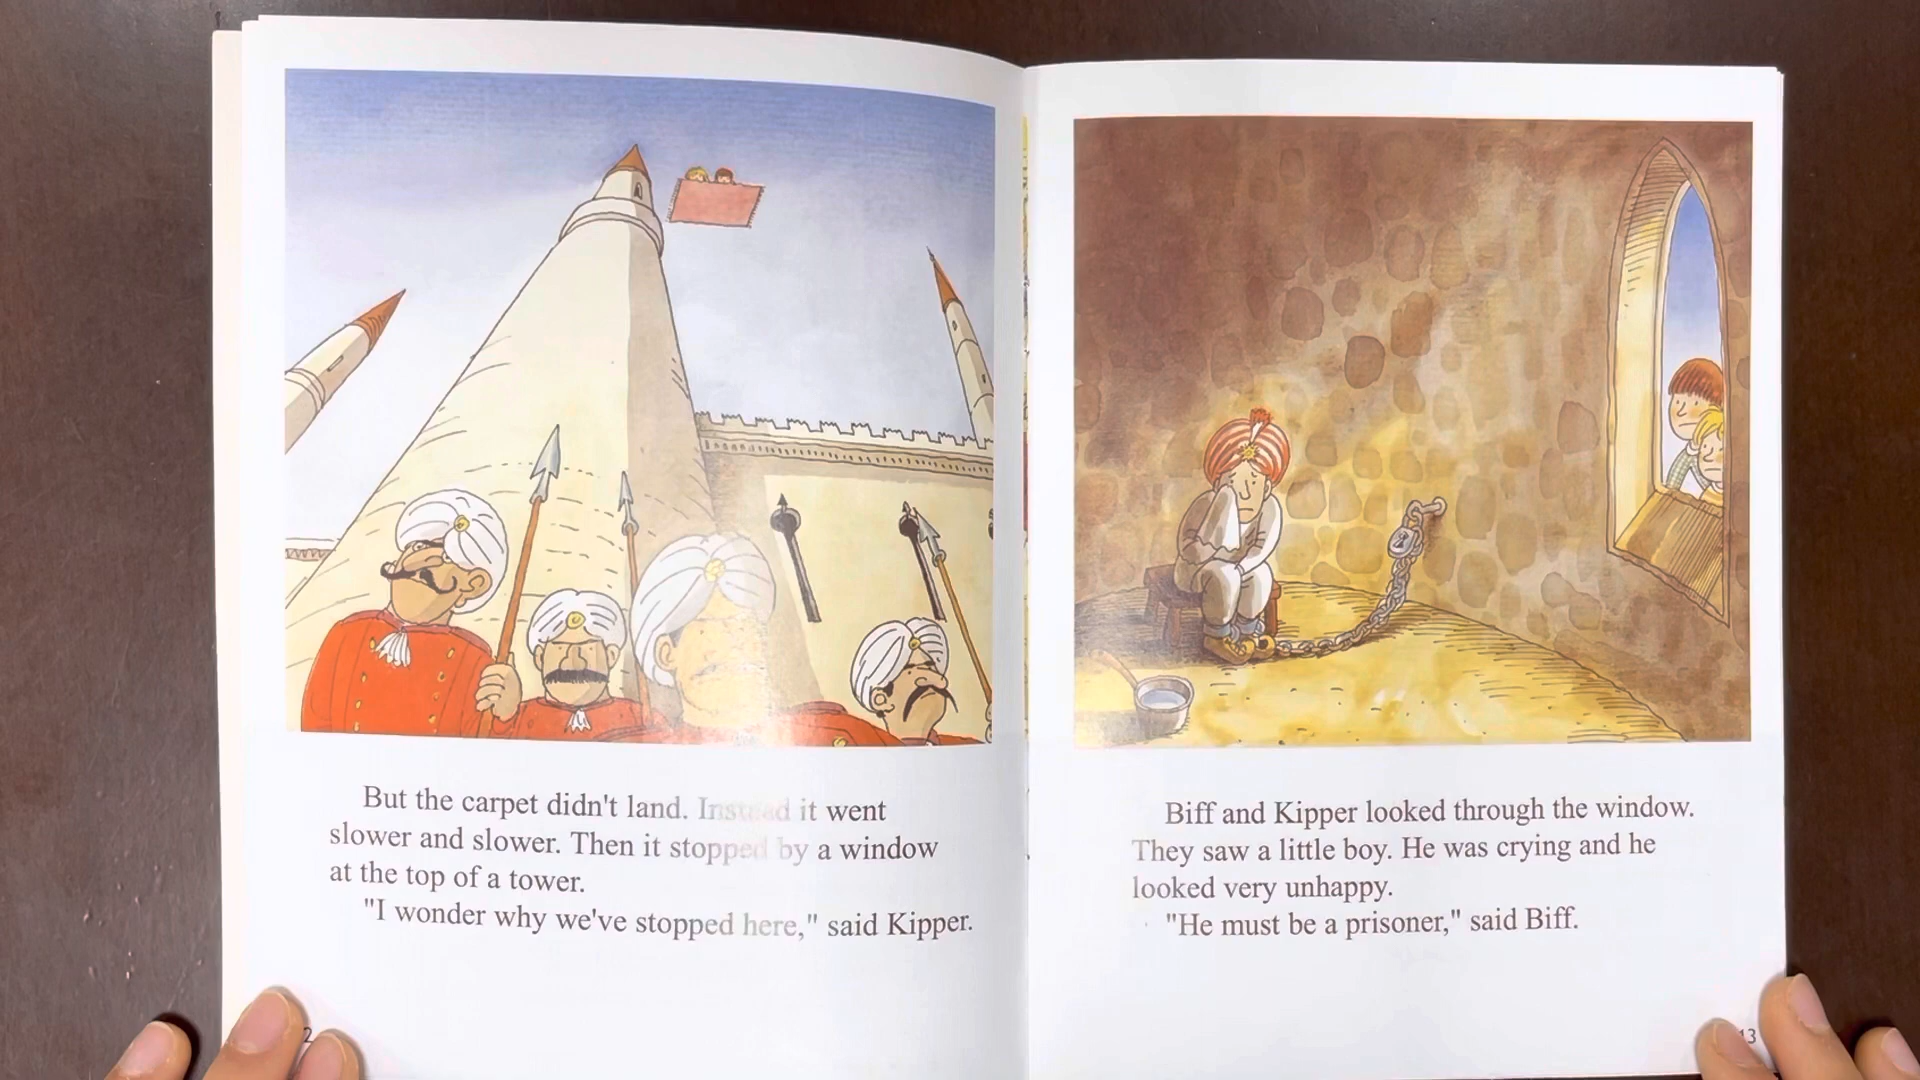 But the carpet didn't land. Instead it went
slower and slower. Then it stopped by a window
at the top of a tower.
"I wonder why we've stopped here," said Kipper.
2
Biff and Kipper looked through the window.
They saw a little boy. He was crying and he
looked very unhappy.
"He must be a prisoner," said Biff.
13